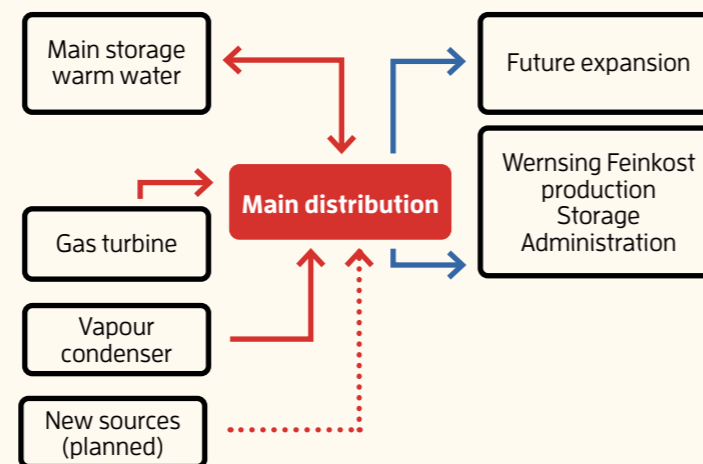 Main storage
warm water
Future expansion
Wernsing Feinkost
production
Storage
Administration
Main distribution
Gas turbine
Vapour
condenser
New sources
(planned)